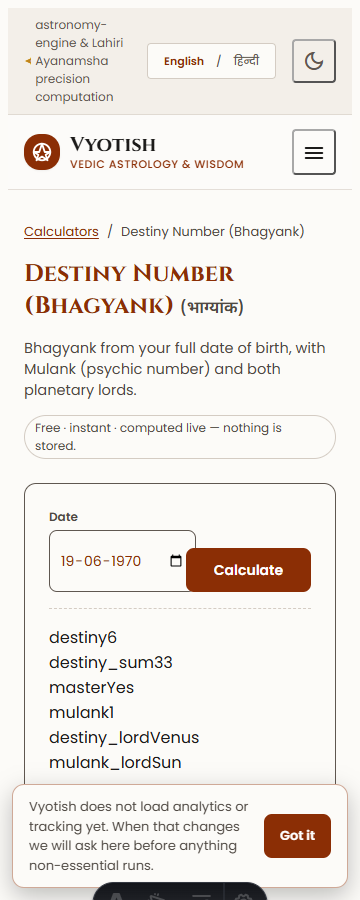 astronomy-
engine & Lahiri
Ayanamsha
precision
computation
English / हिन्दी
VYOTISH
VEDIC ASTROLOGY & WISDOM
Calculators / Destiny Number (Bhagyank)
DESTINY NUMBER
(BHAGYANK) (भाग्यांक)
Bhagyank from your full date of birth, with
Mulank (psychic number) and both
planetary lords.
Free · instant · computed live — nothing is
stored.
Date
19-06-1970
Calculate
destiny6
destiny_sum33
masterYes
mulank1
destiny_lordVenus
mulank_lordSun
Vyotish does not load analytics or
tracking yet. When that changes
we will ask here before anything
non-essential runs.
Got it